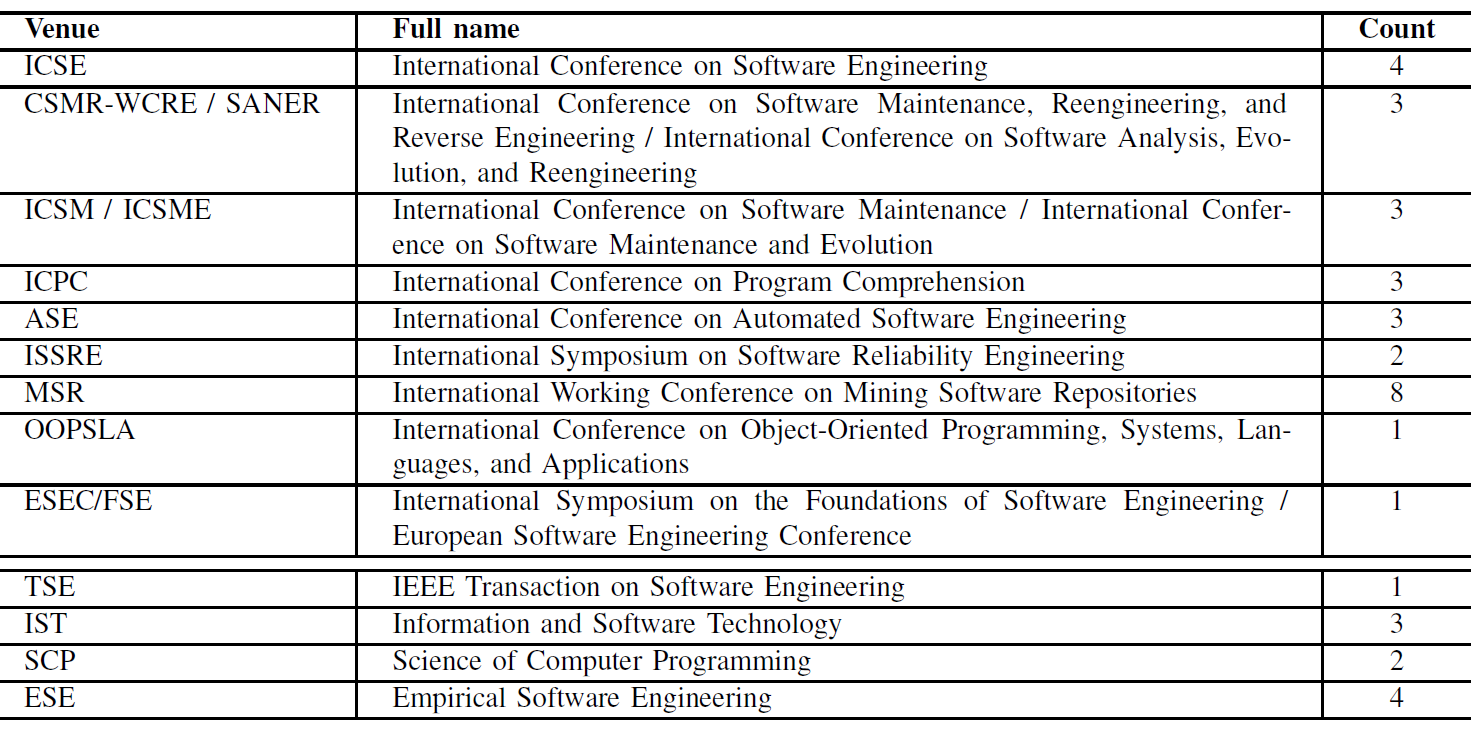 Venue Full name Count
ICSE International Conference on Software Engineering 4
CSMR-WCRE / SANER International Conference on Software Maintenance, Reengineering, and 3
Reverse Engineering / International Conference on Software Analysis, Evo-
lution, and Reengineering
ICSM / ICSME International Conference on Software Maintenance / International Confer- 3
ence on Software Maintenance and Evolution
ICPC International Conference on Program Comprehension 3
ASE International Conference on Automated Software Engineering 3
ISSRE International Symposium on Software Reliability Engineering 2
MSR International Working Conference on Mining Software Repositories 8
OOPSLA International Conference on Object-Oriented Programming, Systems, Lan- 1
guages, and Applications
ESEC/FSE International Symposium on the Foundations of Software Engineering / 1
European Software Engineering Conference
TSE IEEE Transaction on Software Engineering 1
IST Information and Software Technology 3
SCP Science of Computer Programming 2
ESE Empirical Software Engineering 4